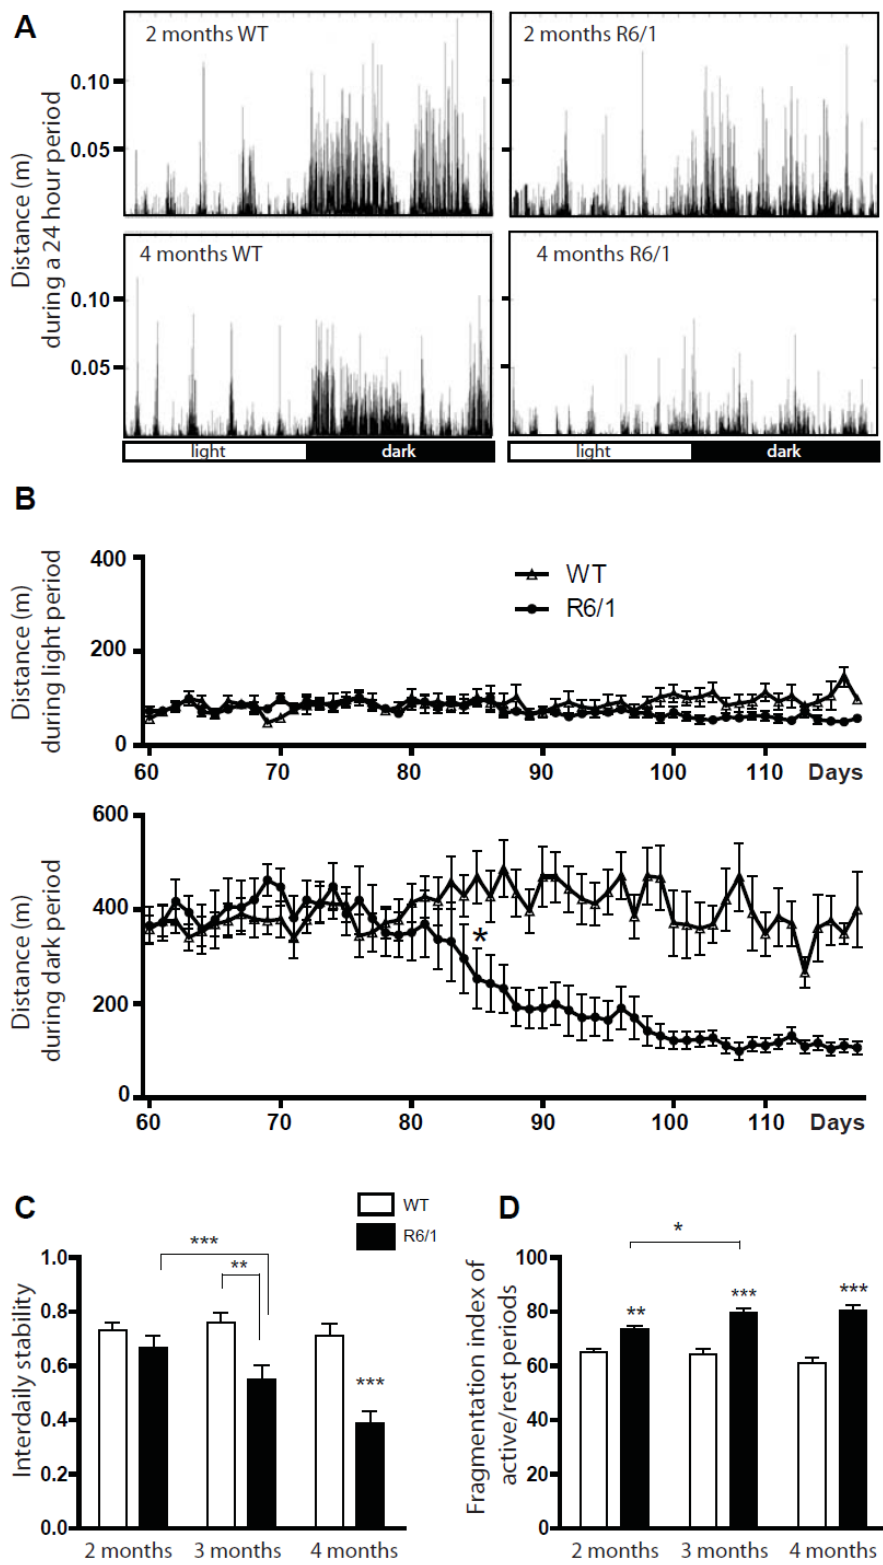 A
2 months WT
2 months R6/1
Distance (m)
during a 24 hour period
0.10
0.05
4 months WT
4 months R6/1
0.10
0.05
light
dark
light
dark
B
Distance (m)
during light period
400
200
0
WT
R6/1
60
70
80
90
100
110
Days
Distance (m)
during dark period
600
400
200
0
*
60
70
80
90
100
110
Days
C
WT
R6/1
D
Interdaily stability
1.0
0.8
0.6
0.4
0.2
0.0
***
**
***
2 months
3 months
4 months
Fragmentation index of
active/rest periods
100
80
60
40
20
0
*
**
***
***
2 months
3 months
4 months